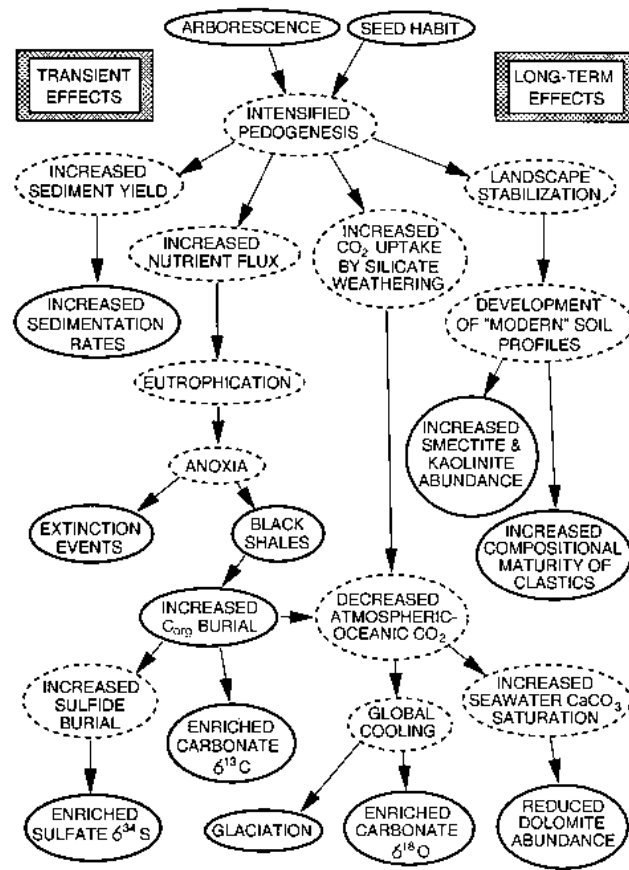 ARBORESCENCE
SEED HABIT
TRANSIENT
EFFECTS
LONG-TERM
EFFECTS
INTENSIFIED
PEDOGENESIS
INCREASED
SEDIMENT YIELD
LANDSCAPE
STABILIZATION
INCREASED
NUTRIENT FLUX
INCREASED
CO₂ UPTAKE
BY SILICATE
WEATHERING
INCREASED
SEDIMENTATION
RATES
DEVELOPMENT
OF "MODERN" SOIL
PROFILES
EUTROPHICATION
INCREASED
SMECTITE &
KAOLINITE
ABUNDANCE
ANOXIA
EXTINCTION
EVENTS
BLACK
SHALES
INCREASED
COMPOSITIONAL
MATURITY OF
CLASTICS
INCREASED
Corg BURIAL
DECREASED
ATMOSPHERIC-
OCEANIC CO₂
INCREASED
SULFIDE
BURIAL
ENRICHED
CARBONATE
δ¹³C
GLOBAL
COOLING
INCREASED
SEAWATER CaCO₃
SATURATION
ENRICHED
SULFATE δ³⁴S
GLACIATION
ENRICHED
CARBONATE
δ¹⁸O
REDUCED
DOLOMITE
ABUNDANCE